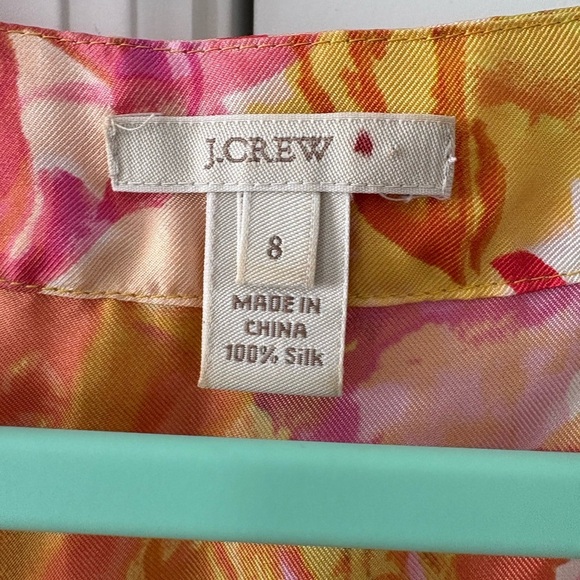 J.CREW
8
MADE IN
CHINA
100% Silk